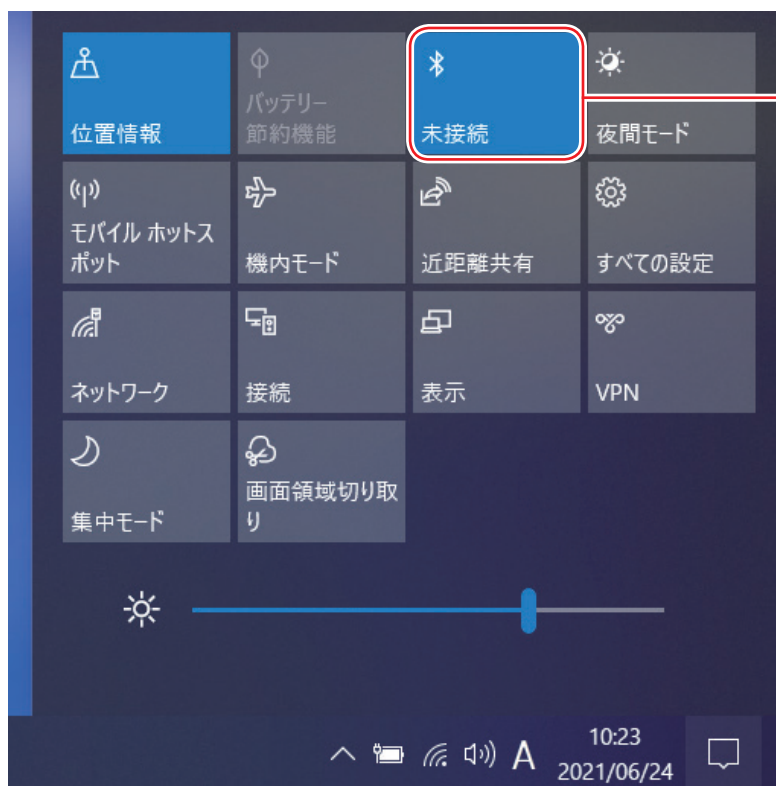 位置情報
バッテリー
節約機能
未接続
夜間モード
モバイル ホットス
ポット
機内モード
近距離共有
すべての設定
ネットワーク
接続
表示
VPN
集中モード
画面領域切り取
り
A
10:23
2021/06/24